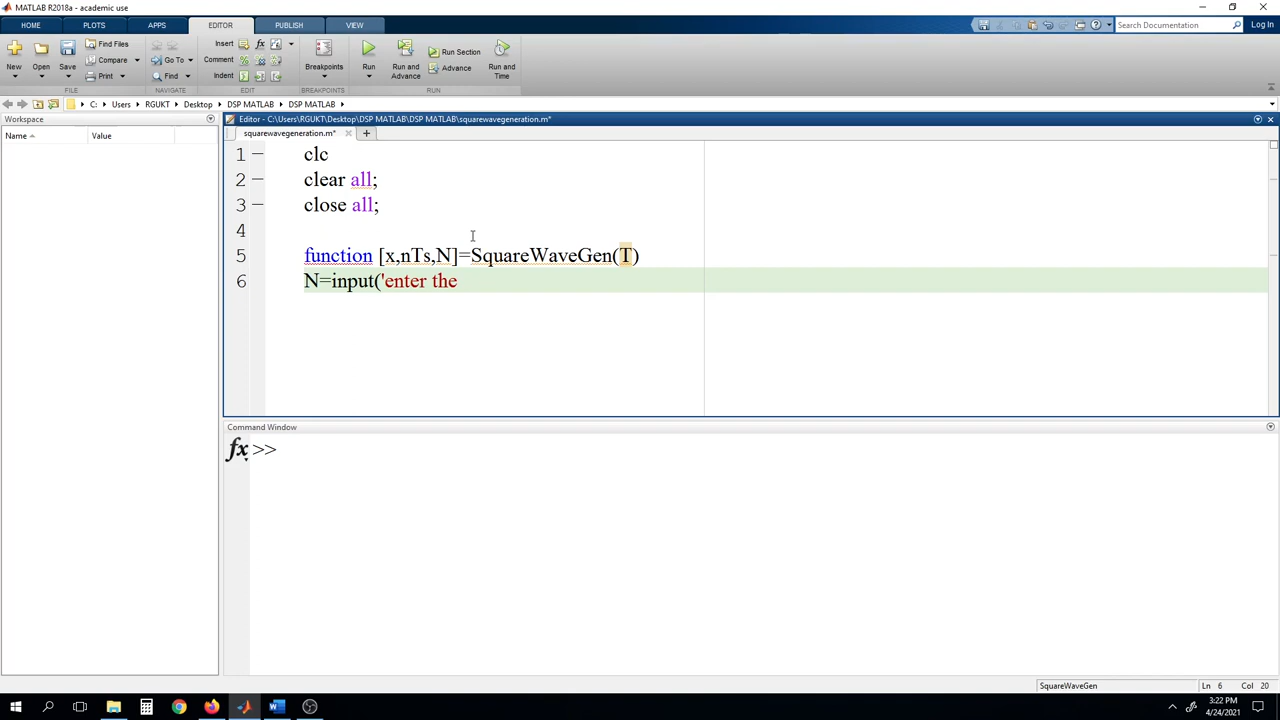 MATLAB R2018a - academic use
HOME PLOTS APPS EDITOR PUBLISH VIEW Search Documentation Log In
New Open Save Find Files Compare Print Insert Comment Indent fx Go To Find Breakpoints Run Run and Advance Run Section Advance Run and Time
FILE NAVIGATE EDIT BREAKPOINTS RUN
C: Users RGUKT Desktop DSP MATLAB DSP MATLAB
Workspace
Name Value
Editor - C:\Users\RGUKT\Desktop\DSP MATLAB\DSP MATLAB\squarewavegeneration.m*
squarewavegeneration.m*
1 clc
2 clear all;
3 close all;
4
5 function [x,nTs,N]=SquareWaveGen(T)
6 N=input('enter the
Command Window
fx >>
SquareWaveGen Ln 6 Col 20
3:22 PM
4/24/2021